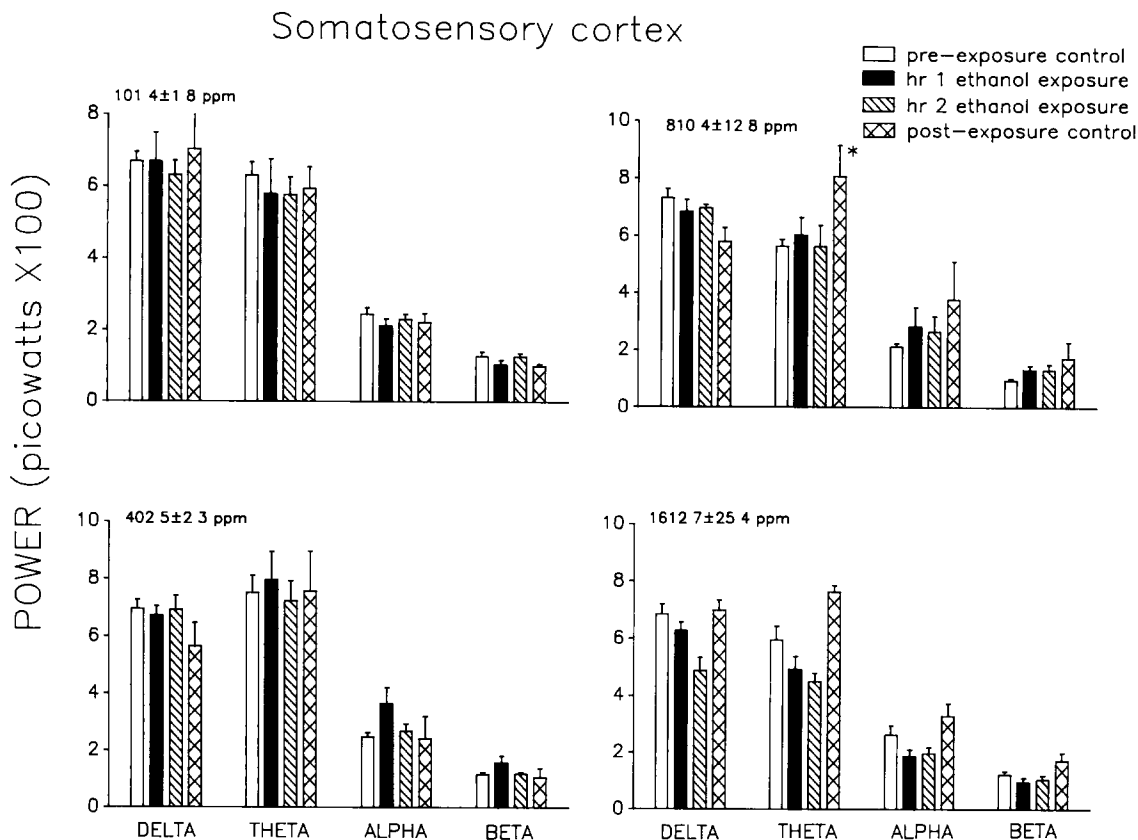 Somatosensory cortex
pre-exposure control
hr 1 ethanol exposure
hr 2 ethanol exposure
post-exposure control
POWER (picowatts X100)
101 4±1 8 ppm
8
6
4
2
0
810 4±12 8 ppm
10
8
6
4
2
0
*
402 5±2 3 ppm
10
8
6
4
2
0
DELTA THETA ALPHA BETA
1612 7±25 4 ppm
10
8
6
4
2
0
DELTA THETA ALPHA BETA